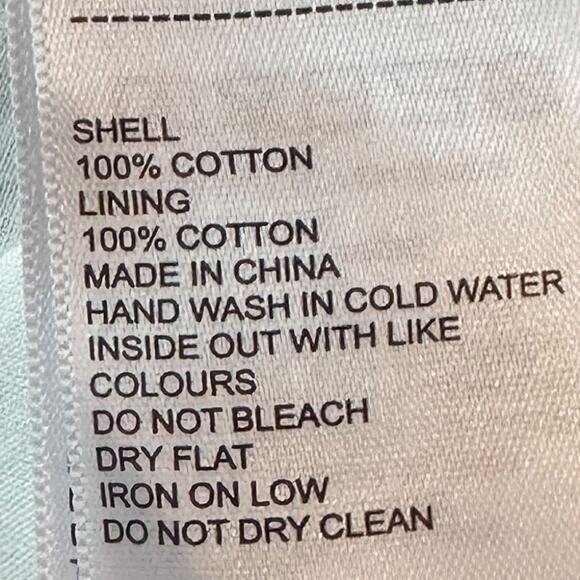 SHELL
100% COTTON
LINING
100% COTTON
MADE IN CHINA
HAND WASH IN COLD WATER
INSIDE OUT WITH LIKE
COLOURS
DO NOT BLEACH
DRY FLAT
IRON ON LOW
DO NOT DRY CLEAN